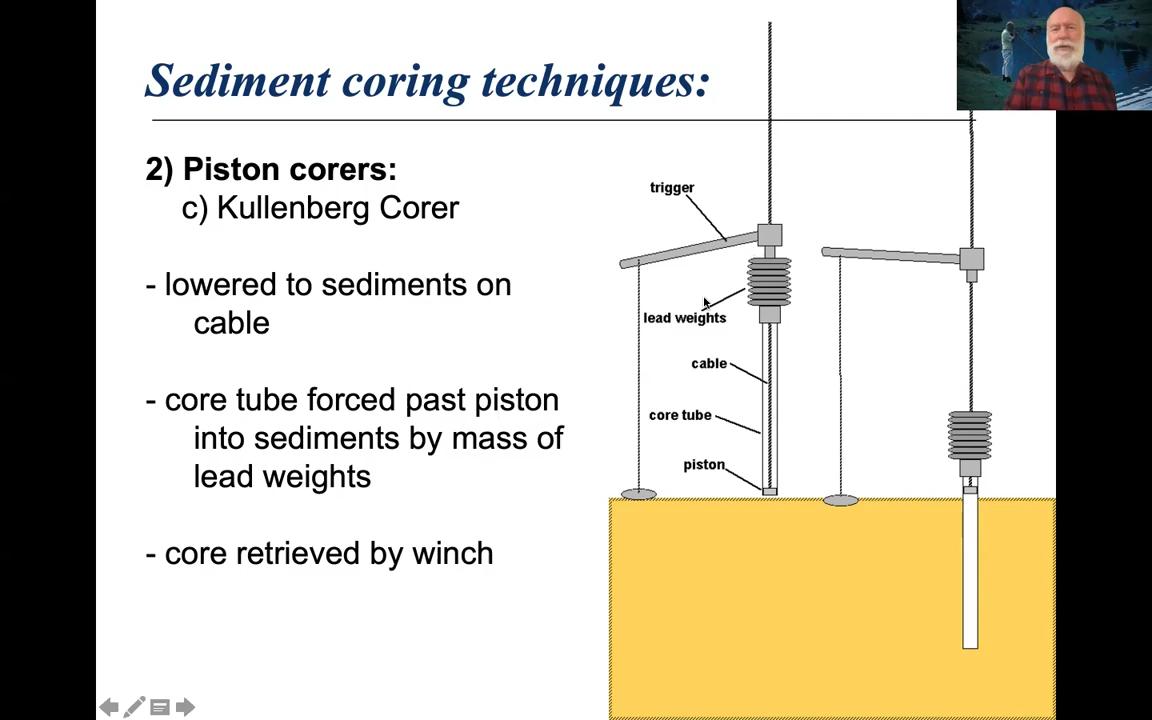 Sediment coring techniques:
2) Piston corers:
c) Kullenberg Corer
- lowered to sediments on
cable
- core tube forced past piston
into sediments by mass of
lead weights
- core retrieved by winch
trigger
lead weights
cable
core tube
piston